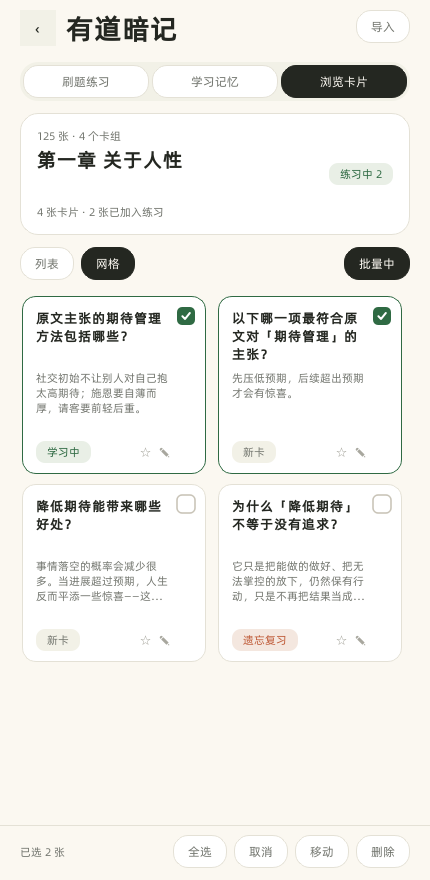 ‹ 有道暗记 导入
刷题练习 学习记忆 浏览卡片
125 张 · 4 个卡组
第一章 关于人性
练习中 2
4 张卡片 · 2 张已加入练习
列表 网格 批量中
原文主张的期待管理
方法包括哪些？
社交初始不让别人对自己抱
太高期待；施恩要自薄而
厚，请客要前轻后重。
学习中 ☆ ✎
以下哪一项最符合原
文对「期待管理」的
主张？
先压低预期，后续超出预期
才会有惊喜。
新卡 ☆ ✎
降低期待能带来哪些
好处？
事情落空的概率会减少很
多。当进展超过预期，人生
反而平添一些惊喜——这…
新卡 ☆ ✎
为什么「降低期待」
不等于没有追求？
它只是把能做的做好、把无
法掌控的放下，仍然保有行
动，只是不再把结果当成…
遗忘复习 ☆ ✎
已选 2 张 全选 取消 移动 删除